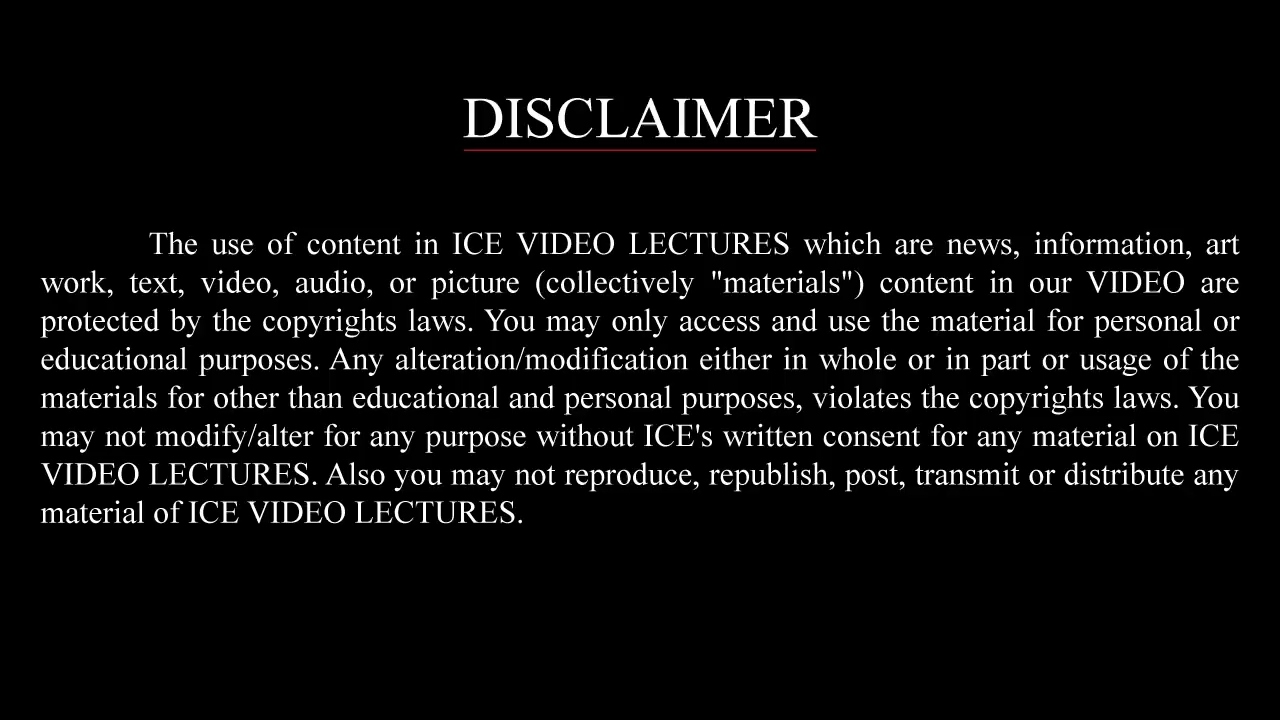 DISCLAIMER
The use of content in ICE VIDEO LECTURES which are news, information, art
work, text, video, audio, or picture (collectively "materials") content in our VIDEO are
protected by the copyrights laws. You may only access and use the material for personal or
educational purposes. Any alteration/modification either in whole or in part or usage of the
materials for other than educational and personal purposes, violates the copyrights laws. You
may not modify/alter for any purpose without ICE's written consent for any material on ICE
VIDEO LECTURES. Also you may not reproduce, republish, post, transmit or distribute any
material of ICE VIDEO LECTURES.